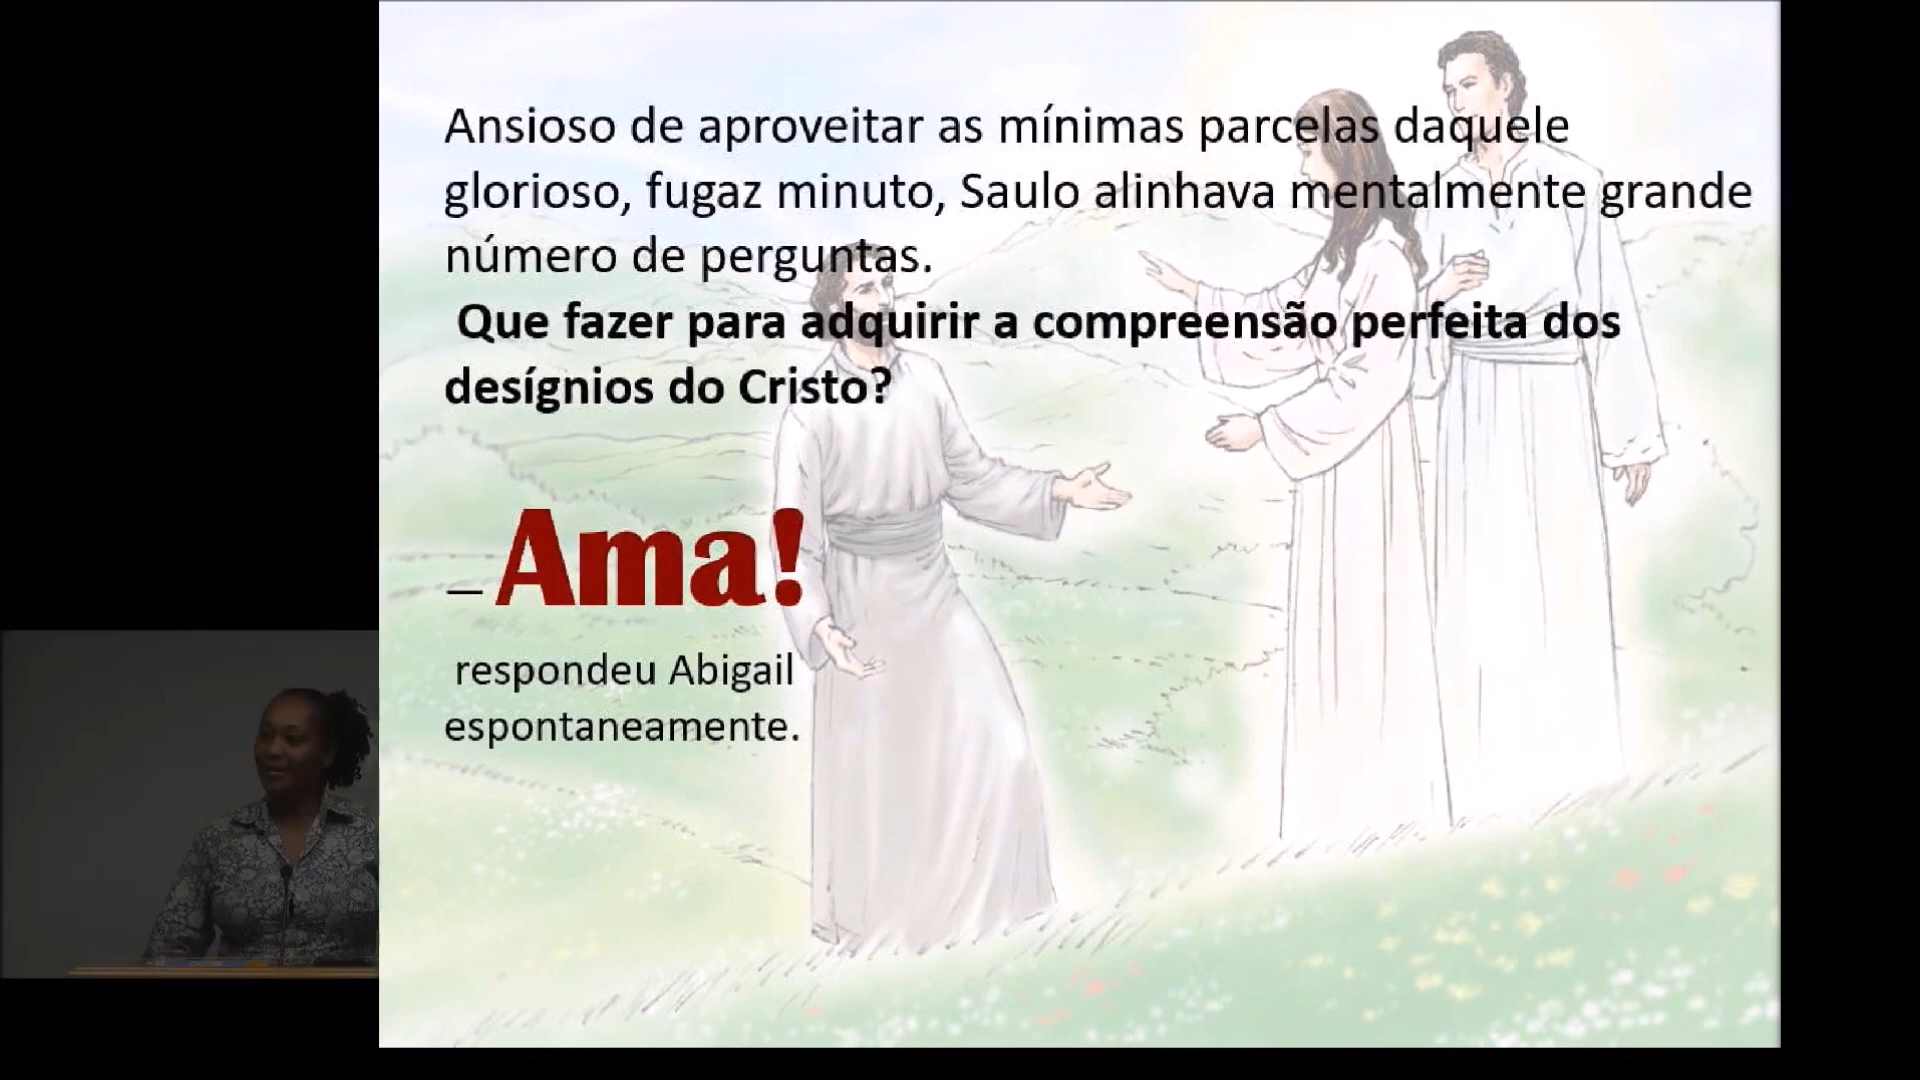 Ansioso de aproveitar as mínimas parcelas daquele
glorioso, fugaz minuto, Saulo alinhava mentalmente grande
número de perguntas.
Que fazer para adquirir a compreensão perfeita dos
desígnios do Cristo?
– Ama!
respondeu Abigail
espontaneamente.